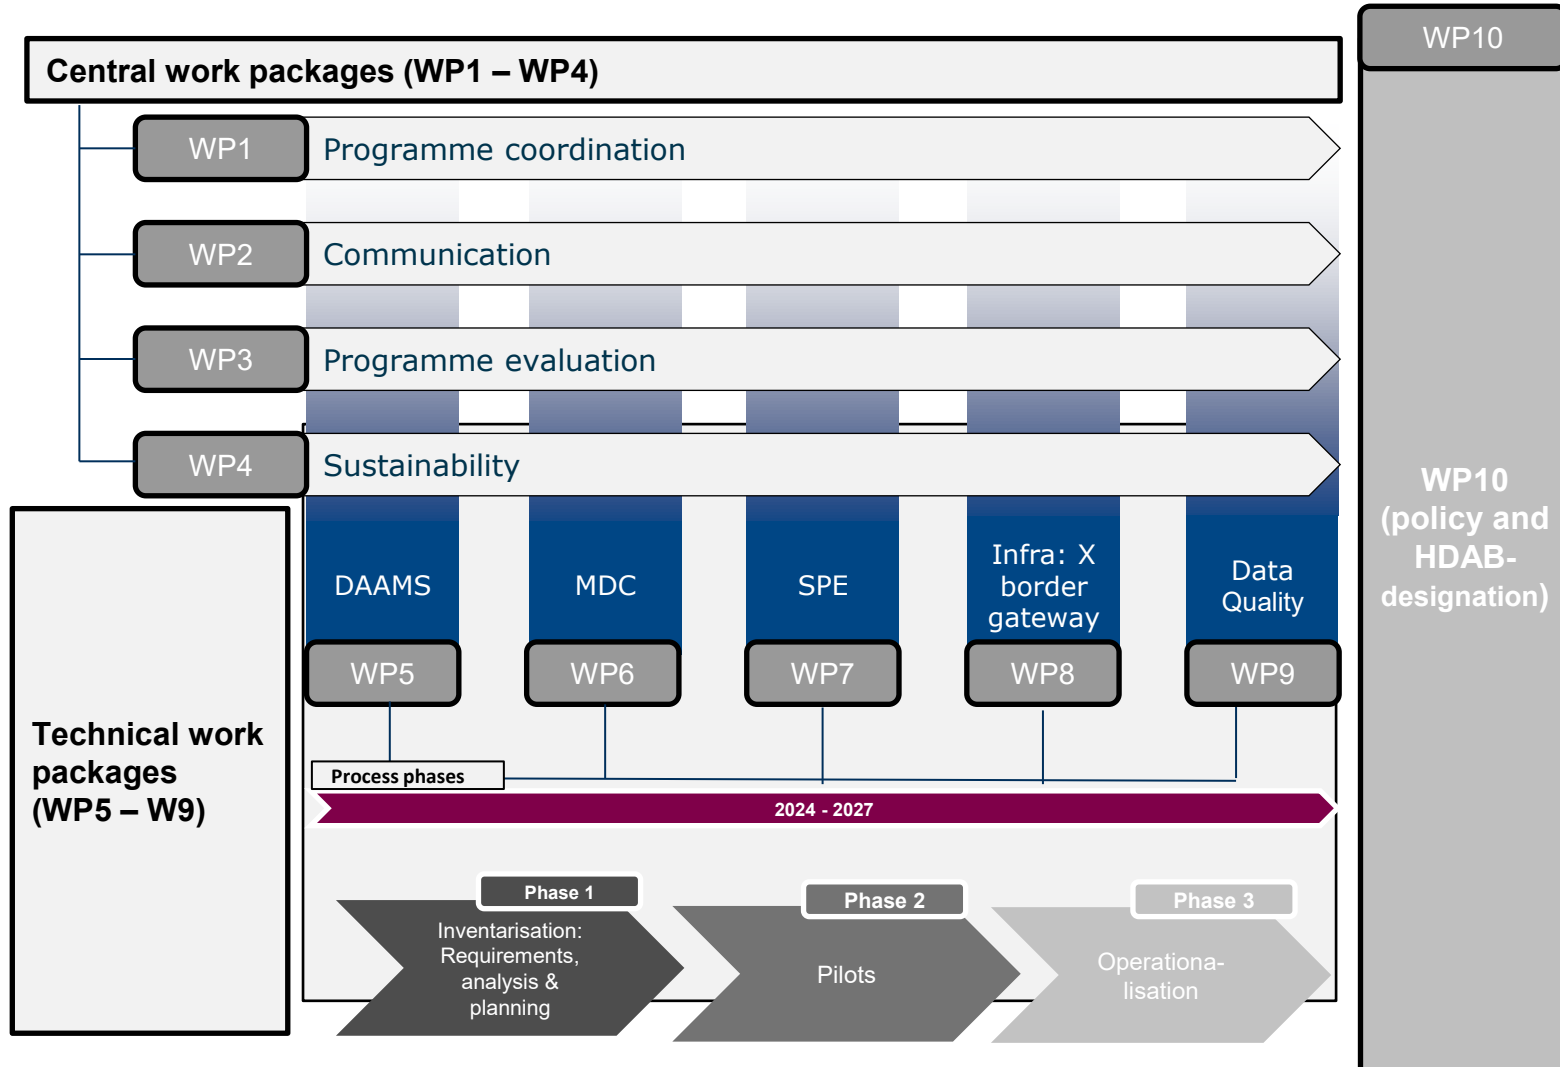 WP10
Central work packages (WP1 – WP4)
WP1
Programme coordination
WP2
Communication
WP3
Programme evaluation
WP4
Sustainability
WP10
(policy and
HDAB-
designation)
DAAMS
MDC
SPE
Infra: X
border
gateway
Data
Quality
WP5
WP6
WP7
WP8
WP9
Technical work
packages
(WP5 – W9)
Process phases
2024 - 2027
Phase 1
Inventarisation:
Requirements,
analysis &
planning
Phase 2
Pilots
Phase 3
Operationa-
lisation